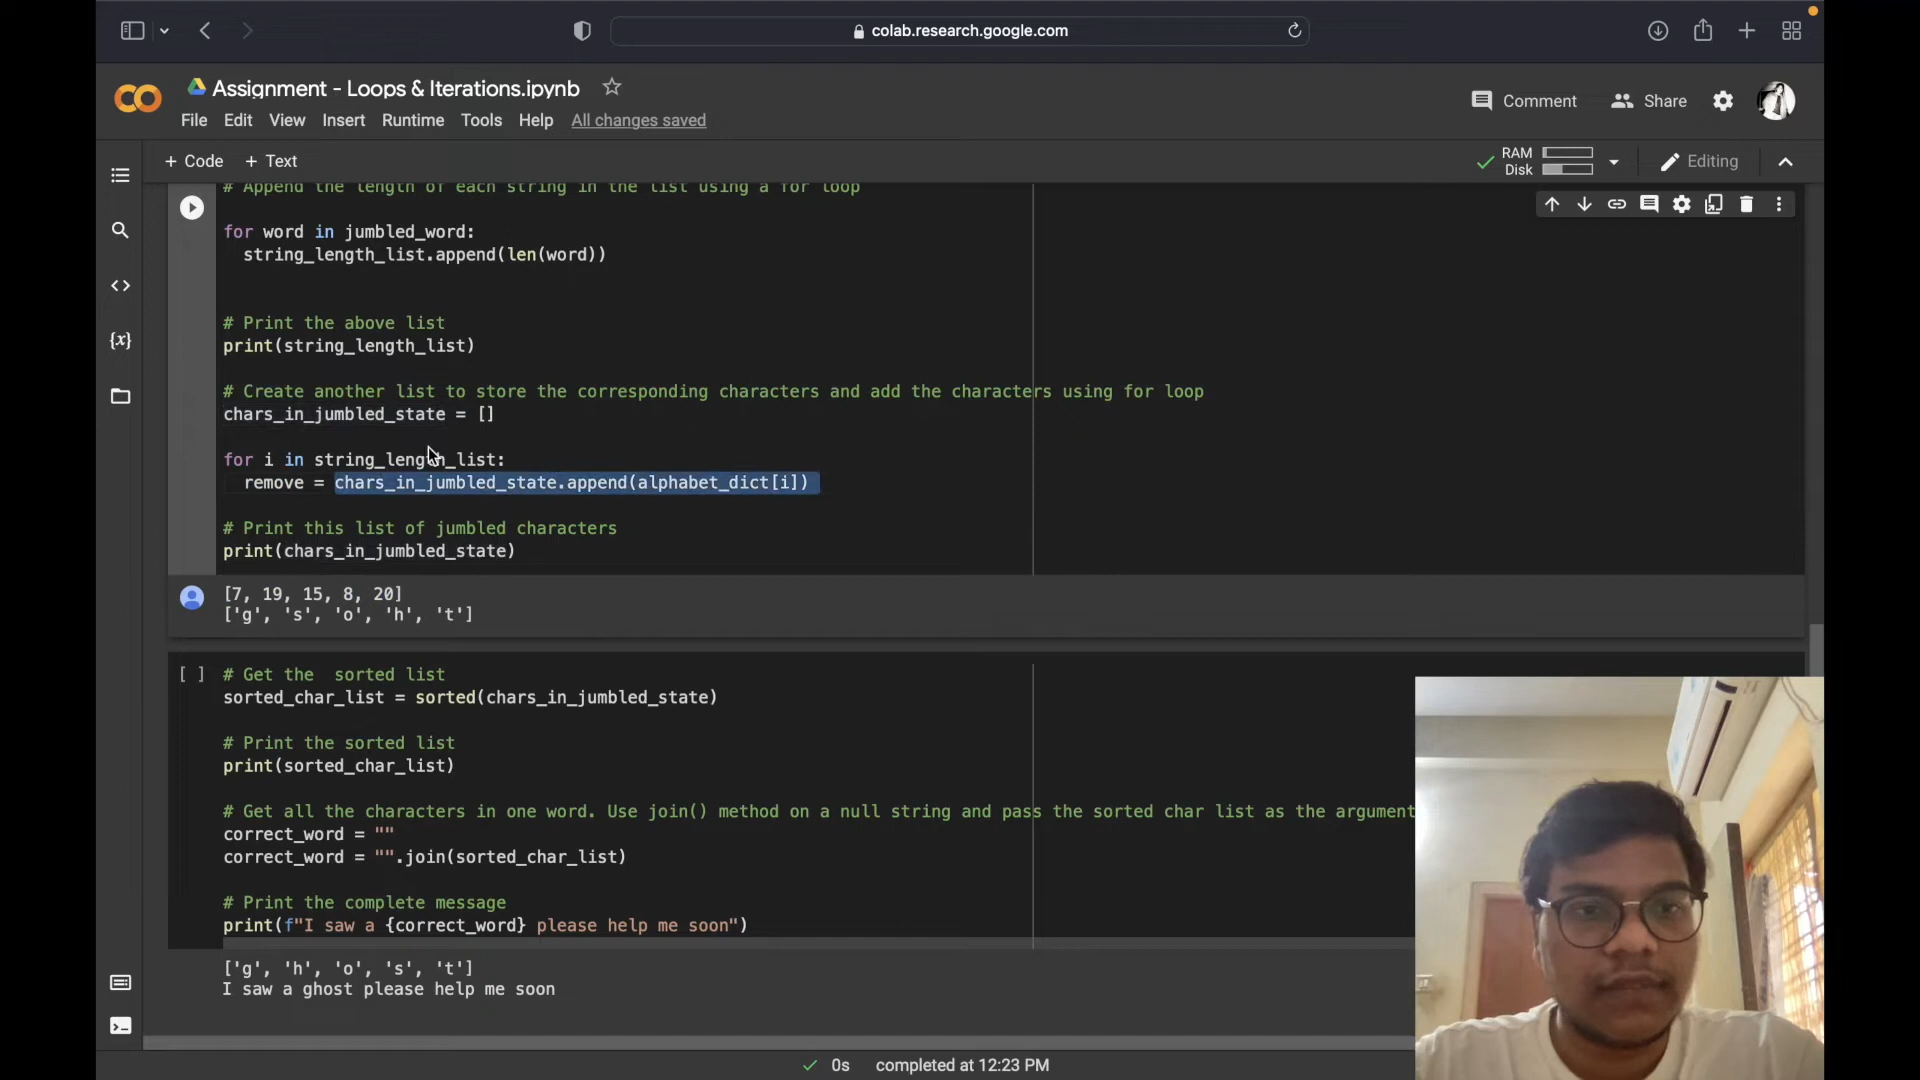 colab.research.google.com
Assignment - Loops & Iterations.ipynb
Comment
Share
File Edit View Insert Runtime Tools Help All changes saved
+ Code + Text
RAM
Disk
Editing
# Append the length of each string in the list using a for loop
for word in jumbled_word:
string_length_list.append(len(word))
# Print the above list
print(string_length_list)
# Create another list to store the corresponding characters and add the characters using for loop
chars_in_jumbled_state = []
for i in string_length_list:
remove = chars_in_jumbled_state.append(alphabet_dict[i])
# Print this list of jumbled characters
print(chars_in_jumbled_state)
[7, 19, 15, 8, 20]
['g', 's', 'o', 'h', 't']
[ ] # Get the  sorted list
sorted_char_list = sorted(chars_in_jumbled_state)
# Print the sorted list
print(sorted_char_list)
# Get all the characters in one word. Use join() method on a null string and pass the sorted char list as the argument
correct_word = ""
correct_word = "".join(sorted_char_list)
# Print the complete message
print(f"I saw a {correct_word} please help me soon")
['g', 'h', 'o', 's', 't']
I saw a ghost please help me soon
0s completed at 12:23 PM